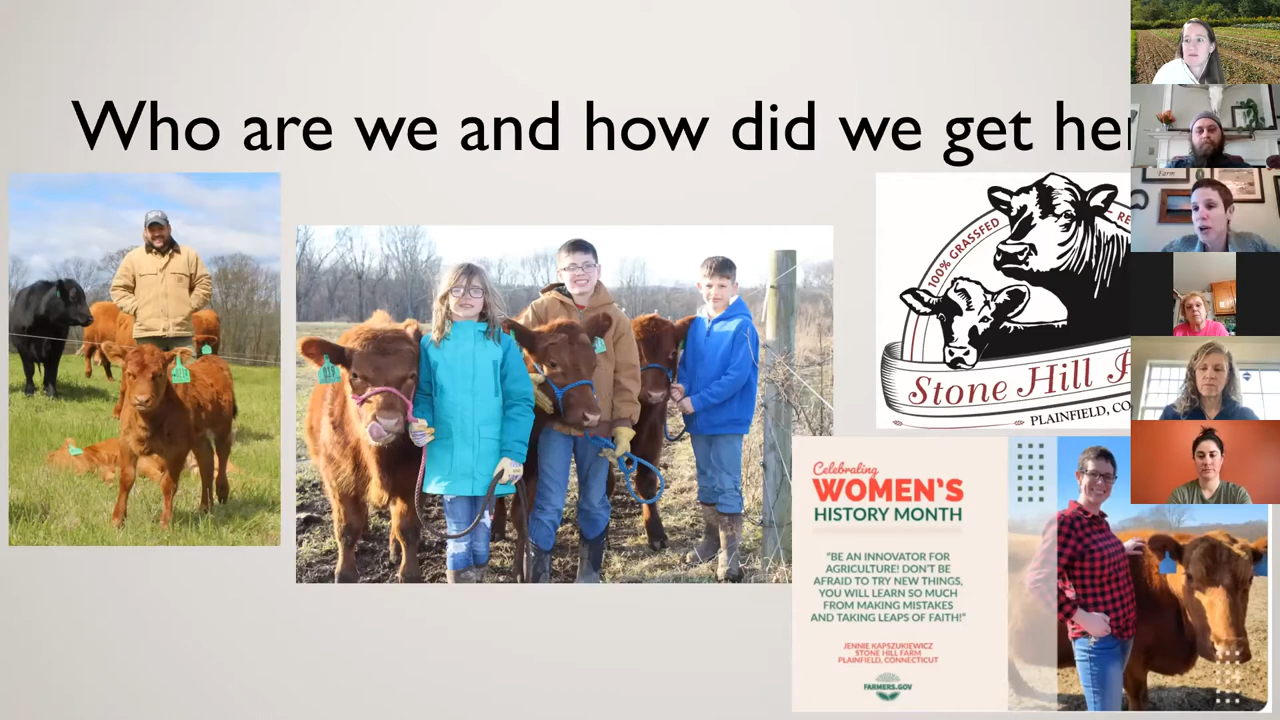 Who are we and how did we get her
Farm
100% GRASSFED
RE
Stone Hill
PLAINFIELD, CO
Celebrating
WOMEN'S
HISTORY MONTH
"BE AN INNOVATOR FOR
AGRICULTURE! DON'T BE
AFRAID TO TRY NEW THINGS,
YOU WILL LEARN SO MUCH
FROM MAKING MISTAKES
AND TAKING LEAPS OF FAITH!"
JENNIE KAPSZUKIEWICZ
STONE HILL FARM
PLAINFIELD, CONNECTICUT
FARMERS.GOV